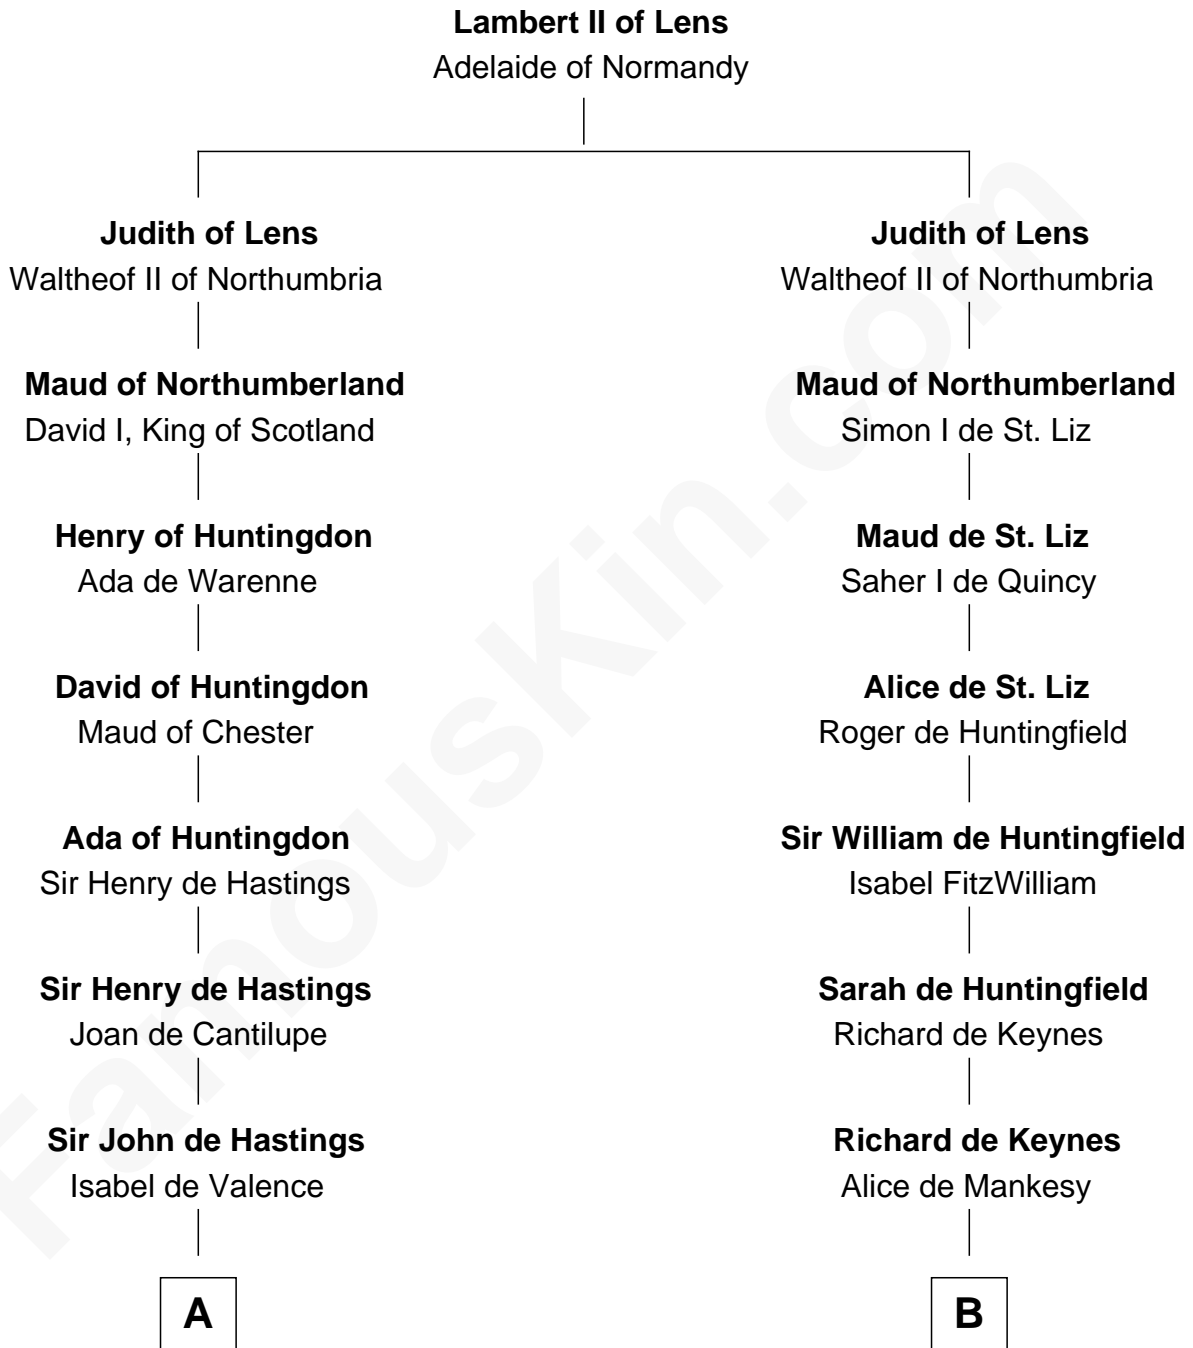 Lambert II of Lens
Adelaide of Normandy
Judith of Lens
Waltheof II of Northumbria
Judith of Lens
Waltheof II of Northumbria
Maud of Northumberland
David I, King of Scotland
Maud of Northumberland
Simon I de St. Liz
Henry of Huntingdon
Ada de Warenne
Maud de St. Liz
Saher I de Quincy
David of Huntingdon
Maud of Chester
Alice de St. Liz
Roger de Huntingfield
Ada of Huntingdon
Sir Henry de Hastings
Sir William de Huntingfield
Isabel FitzWilliam
Sir Henry de Hastings
Joan de Cantilupe
Sarah de Huntingfield
Richard de Keynes
Sir John de Hastings
Isabel de Valence
Richard de Keynes
Alice de Mankesy
A
B
FamousKin.com